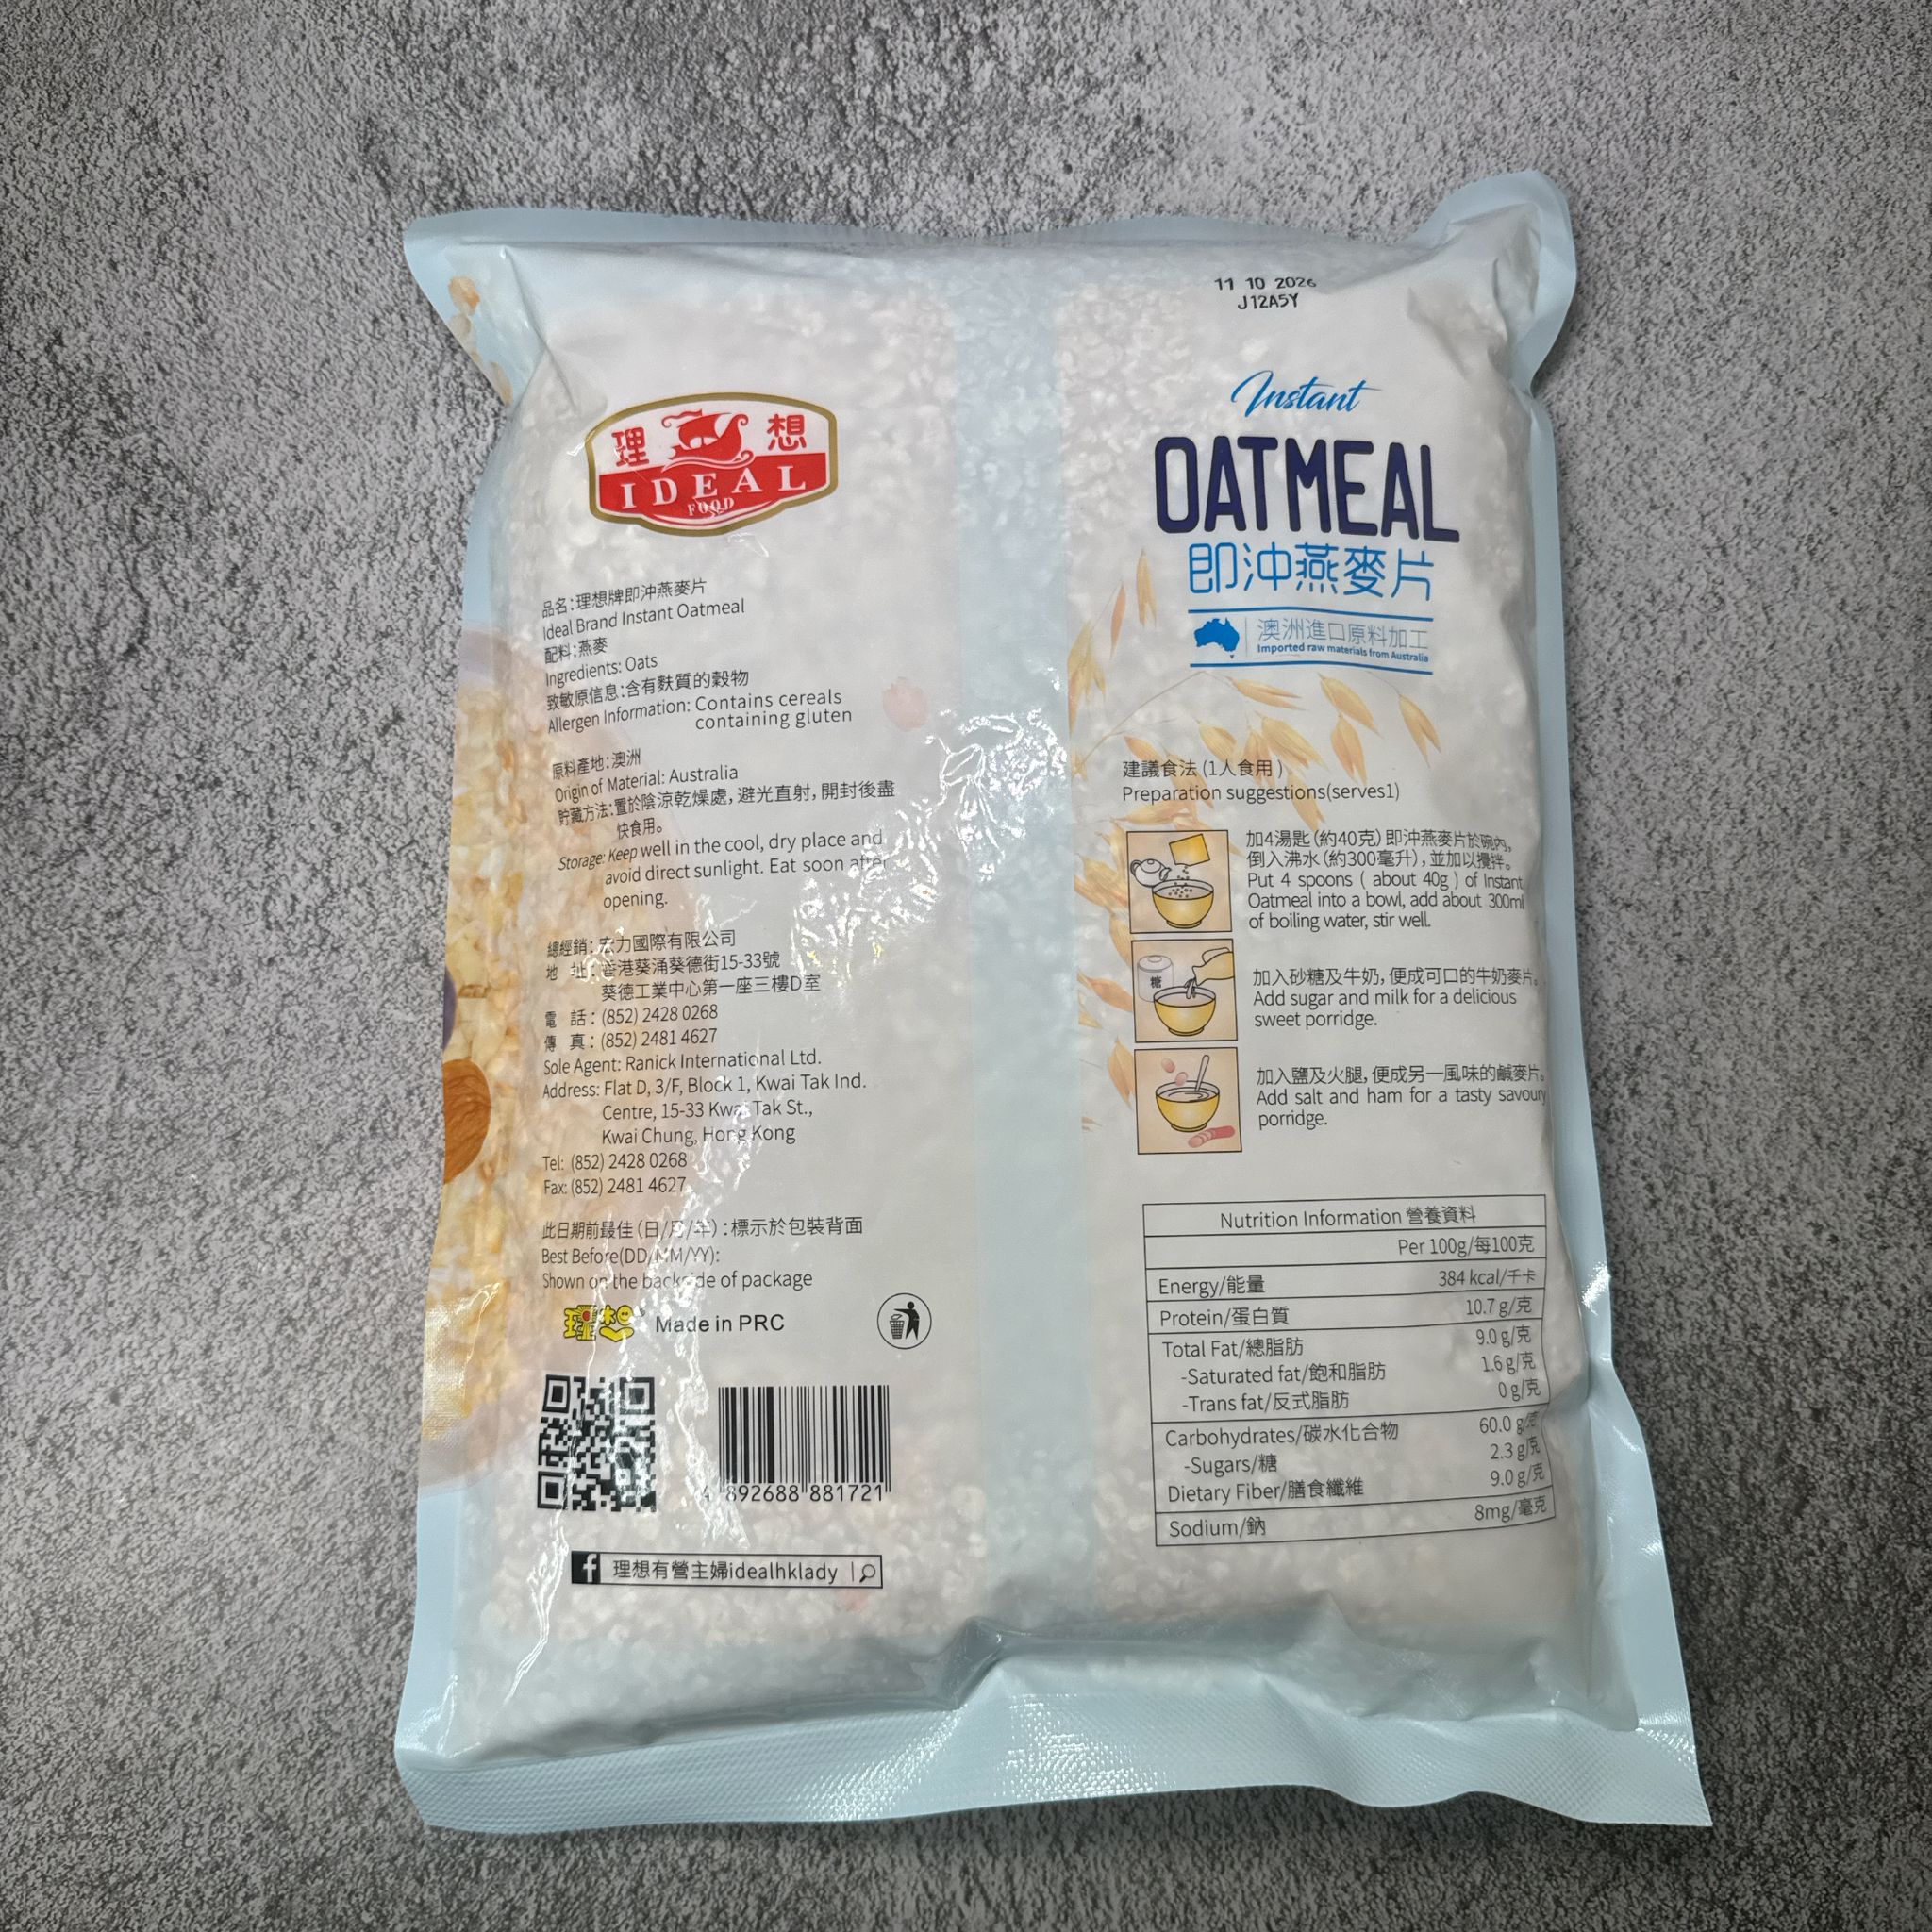 11 10 2026
J12A5Y
理 想
IDEAL
FOOD
品名:理想牌即沖燕麥片
Ideal Brand Instant Oatmeal
配料:燕麥
Ingredients: Oats
致敏原信息:含有麩質的穀物
Allergen Information: Contains cereals
containing gluten
原料產地:澳洲
Origin of Material: Australia
貯藏方法:置於陰涼乾燥處,避光直射,開封後盡
快食用。
Storage: Keep well in the cool, dry place and
avoid direct sunlight. Eat soon after
opening.
總經銷:宏力國際有限公司
地 址:香港葵涌葵德街15-33號
葵德工業中心第一座三樓D室
電 話:(852) 2428 0268
傳 真:(852) 2481 4627
Sole Agent: Ranick International Ltd.
Address: Flat D, 3/F, Block 1, Kwai Tak Ind.
Centre, 15-33 Kwai Tak St.,
Kwai Chung, Hong Kong
Tel: (852) 2428 0268
Fax: (852) 2481 4627
此日期前最佳(日/月/年):標示於包裝背面
Best Before(DD/MM/YY):
Shown on the backside of package
理想 Made in PRC
4 892688 881721
理想有營主婦idealhklady
Instant
OATMEAL
即沖燕麥片
澳洲進口原料加工
Imported raw materials from Australia
建議食法(1人食用)
Preparation suggestions(serves1)
加4湯匙(約40克)即沖燕麥片於碗內,
倒入沸水(約300毫升),並加以攪拌。
Put 4 spoons ( about 40g ) of Instant
Oatmeal into a bowl, add about 300ml
of boiling water, stir well.
糖
加入砂糖及牛奶,便成可口的牛奶麥片。
Add sugar and milk for a delicious
sweet porridge.
加入鹽及火腿,便成另一風味的鹹麥片。
Add salt and ham for a tasty savoury
porridge.
Nutrition Information 營養資料
Per 100g/每100克
Energy/能量 384 kcal/千卡
Protein/蛋白質 10.7 g/克
Total Fat/總脂肪 9.0 g/克
-Saturated fat/飽和脂肪 1.6 g/克
-Trans fat/反式脂肪 0 g/克
Carbohydrates/碳水化合物 60.0 g/克
-Sugars/糖 2.3 g/克
Dietary Fiber/膳食纖維 9.0 g/克
Sodium/鈉 8mg/毫克